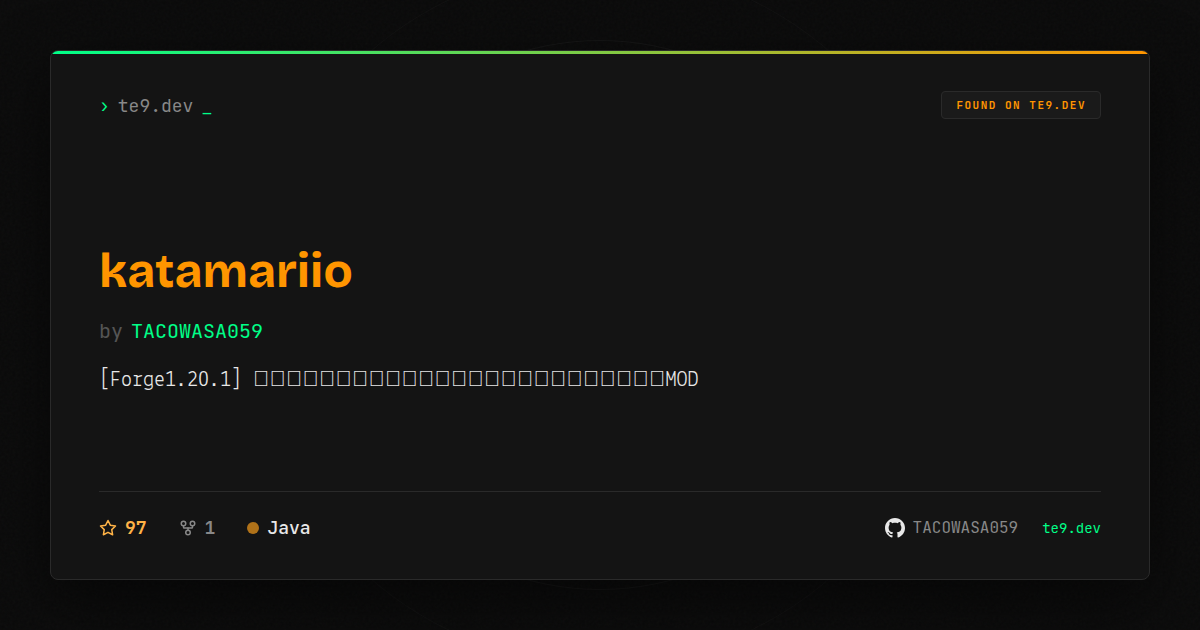 › te9.dev _
FOUND ON TE9.DEV
katamariio
by TACOWASA059
[Forge1.20.1] □□□□□□□□□□□□□□□□□□□□□□□□□MOD
97
1
Java
TACOWASA059
te9.dev